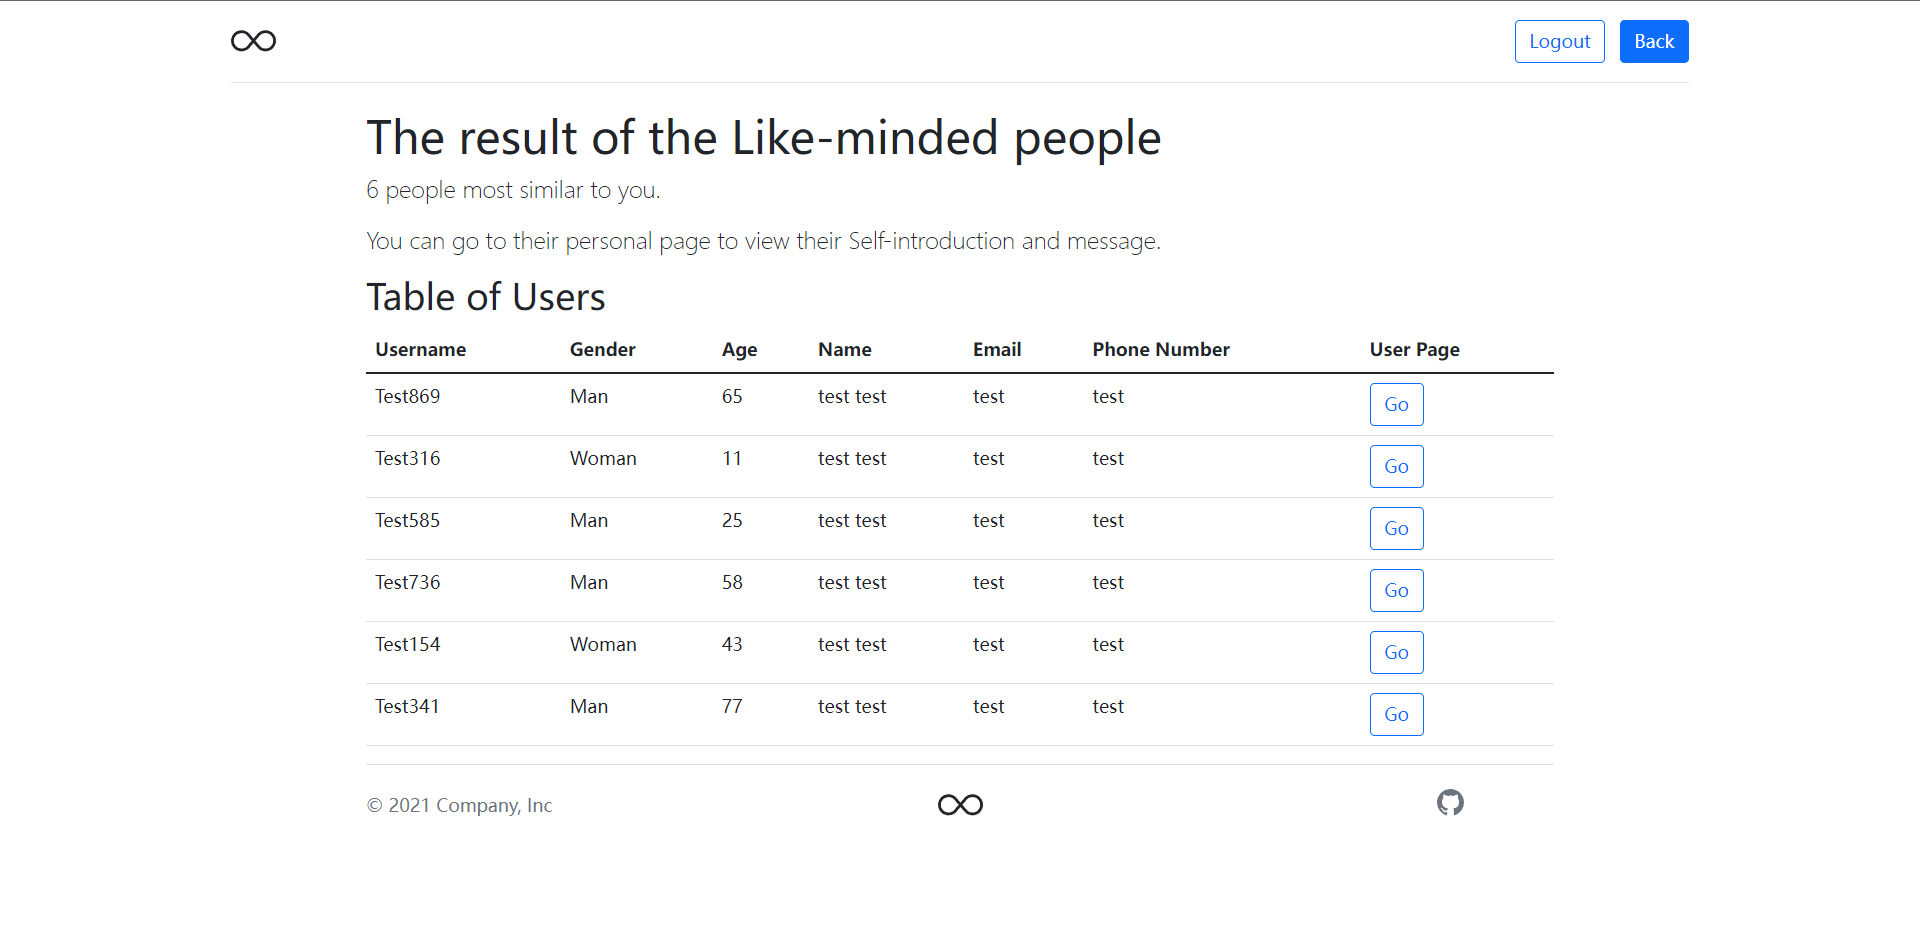 Logout Back
The result of the Like-minded people
6 people most similar to you.
You can go to their personal page to view their Self-introduction and message.
Table of Users
Username Gender Age Name Email Phone Number User Page
Test869 Man 65 test test test test Go
Test316 Woman 11 test test test test Go
Test585 Man 25 test test test test Go
Test736 Man 58 test test test test Go
Test154 Woman 43 test test test test Go
Test341 Man 77 test test test test Go
© 2021 Company, Inc